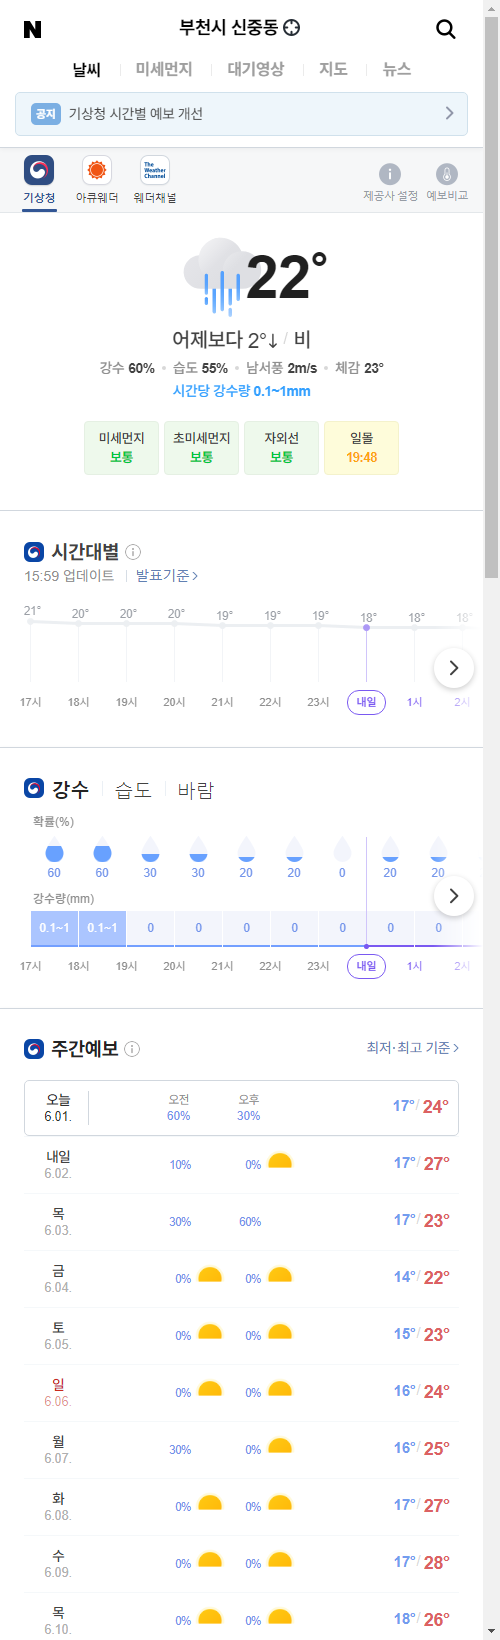 N
부천시 신중동
날씨 미세먼지 대기영상 지도 뉴스
공지 기상청 시간별 예보 개선
The Weather Channel
기상청 아큐웨더 웨더채널 제공사 설정 예보비교
22°
어제보다 2°↓ / 비
강수 60% 습도 55% 남서풍 2m/s 체감 23°
시간당 강수량 0.1~1mm
미세먼지 초미세먼지 자외선 일몰
보통 보통 보통 19:48
시간대별
15:59 업데이트 발표기준 >
21° 20° 20° 20° 19° 19° 19° 18° 18° 18°
17시 18시 19시 20시 21시 22시 23시 내일 1시 2시
강수 습도 바람
확률(%)
60 60 30 30 20 20 0 20 20
강수량(mm)
0.1~1 0.1~1 0 0 0 0 0 0 0
17시 18시 19시 20시 21시 22시 23시 내일 1시 2시
주간예보 최저·최고 기준 >
오늘 오전 오후
6.01. 60% 30% 17°/ 24°
내일
6.02. 10% 0% 17°/ 27°
목
6.03. 30% 60% 17°/ 23°
금
6.04. 0% 0% 14°/ 22°
토
6.05. 0% 0% 15°/ 23°
일
6.06. 0% 0% 16°/ 24°
월
6.07. 30% 0% 16°/ 25°
화
6.08. 0% 0% 17°/ 27°
수
6.09. 0% 0% 17°/ 28°
목
6.10. 0% 0% 18°/ 26°